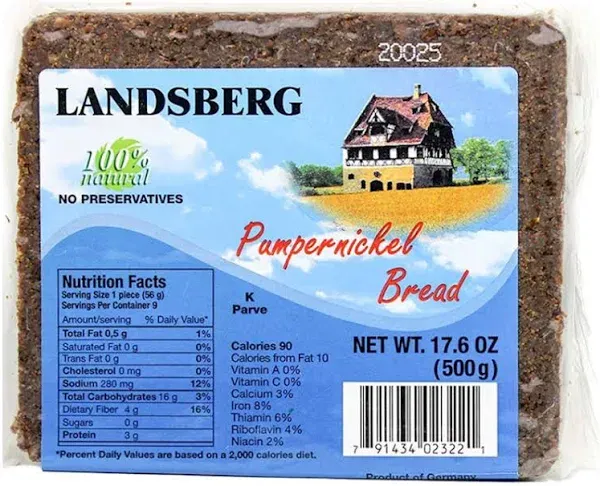 20025
LANDSBERG
100%
natural
NO PRESERVATIVES
Pumpernickel
Bread
Nutrition Facts
Serving Size 1 piece (56 g)
Servings Per Container 9
Amount/serving % Daily Value*
Total Fat 0,5 g 1%
Saturated Fat 0 g 0%
Trans Fat 0 g 0%
Cholesterol 0 mg 0%
Sodium 280 mg 12%
Total Carbohydrates 16 g 3%
Dietary Fiber 4 g 16%
Sugars 0 g
Protein 3 g
*Percent Daily Values are based on a 2,000 calories diet.
K
Parve
Calories 90
Calories from Fat 10
Vitamin A 0%
Vitamin C 0%
Calcium 3%
Iron 8%
Thiamin 6%
Riboflavin 4%
Niacin 2%
NET WT. 17.6 OZ
(500g)
7 91434 02322 1
Product of Germany